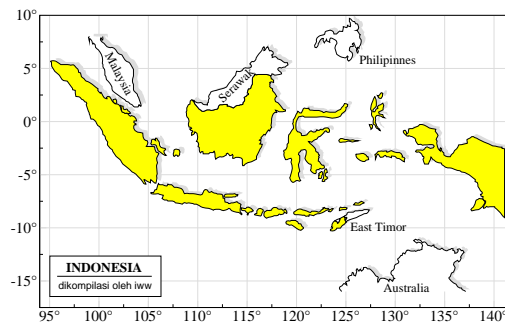 10°
5°
0°
-5°
-10°
-15°
Malaysia
Serawak
Philipinnes
East Timor
Australia
INDONESIA
dikompilasi oleh iww
95° 100° 105° 110° 115° 120° 125° 130° 135° 140°